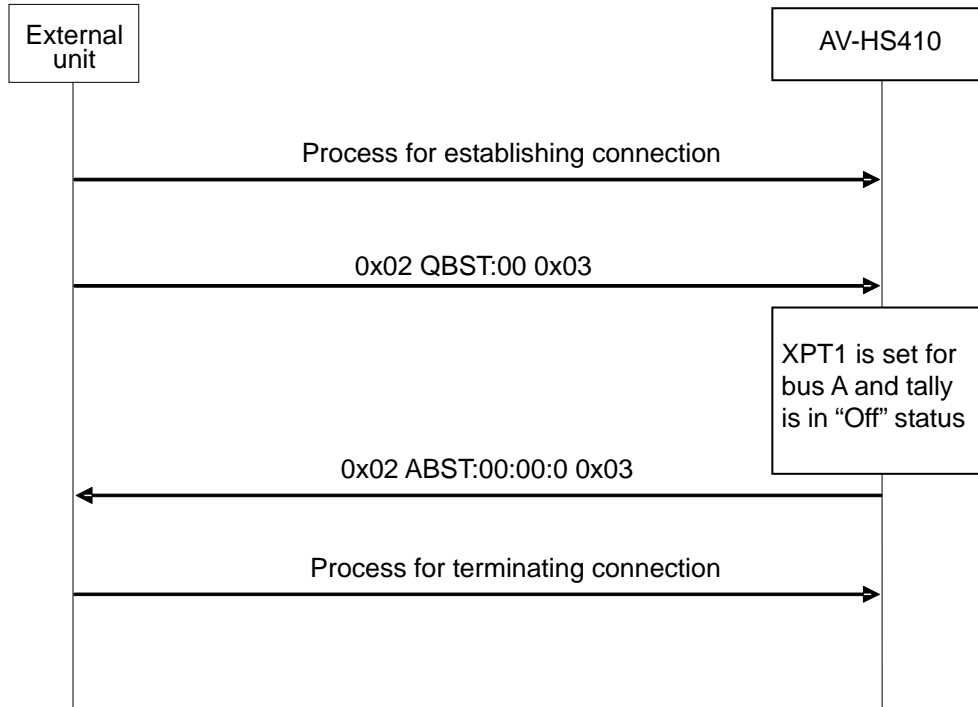 External
unit
AV-HS410
Process for establishing connection
0x02 QBST:00 0x03
XPT1 is set for
bus A and tally
is in “Off” status
0x02 ABST:00:00:0 0x03
Process for terminating connection